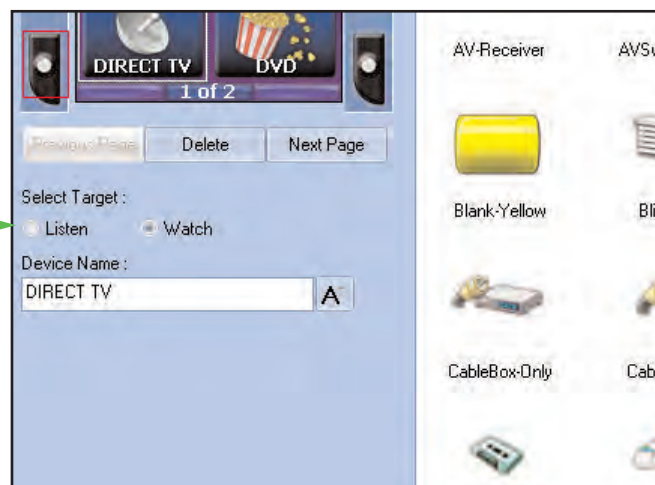 DIRECT TV
DVD
1 of 2
Previous Page
Delete
Next Page
Select Target :
Listen
Watch
Device Name :
DIRECT TV
A
AV-Receiver
Blank-Yellow
CableBox-Only